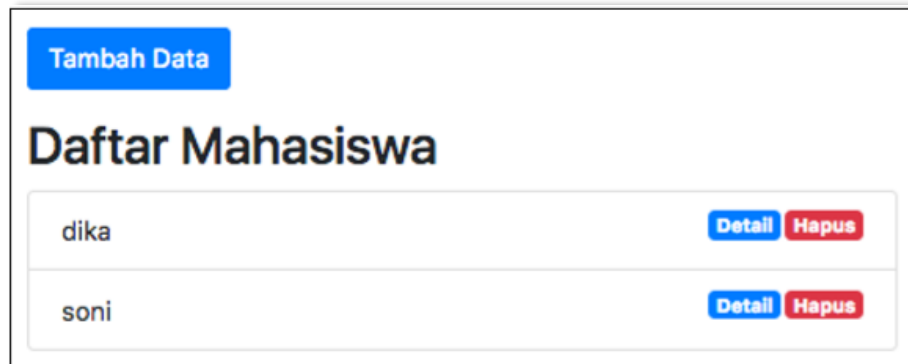 Tambah Data
Daftar Mahasiswa
dika Detail Hapus
soni Detail Hapus